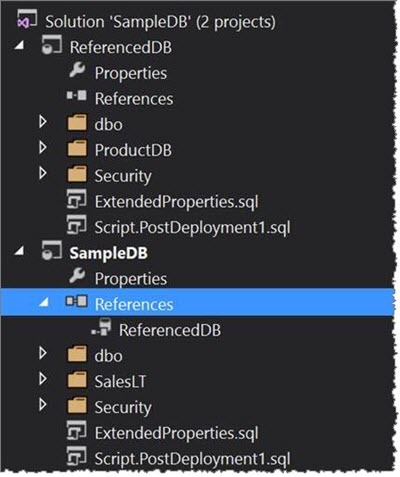 Solution 'SampleDB' (2 projects)
ReferencedDB
Properties
References
dbo
ProductDB
Security
ExtendedProperties.sql
Script.PostDeployment1.sql
SampleDB
Properties
References
ReferencedDB
dbo
SalesLT
Security
ExtendedProperties.sql
Script.PostDeployment1.sql